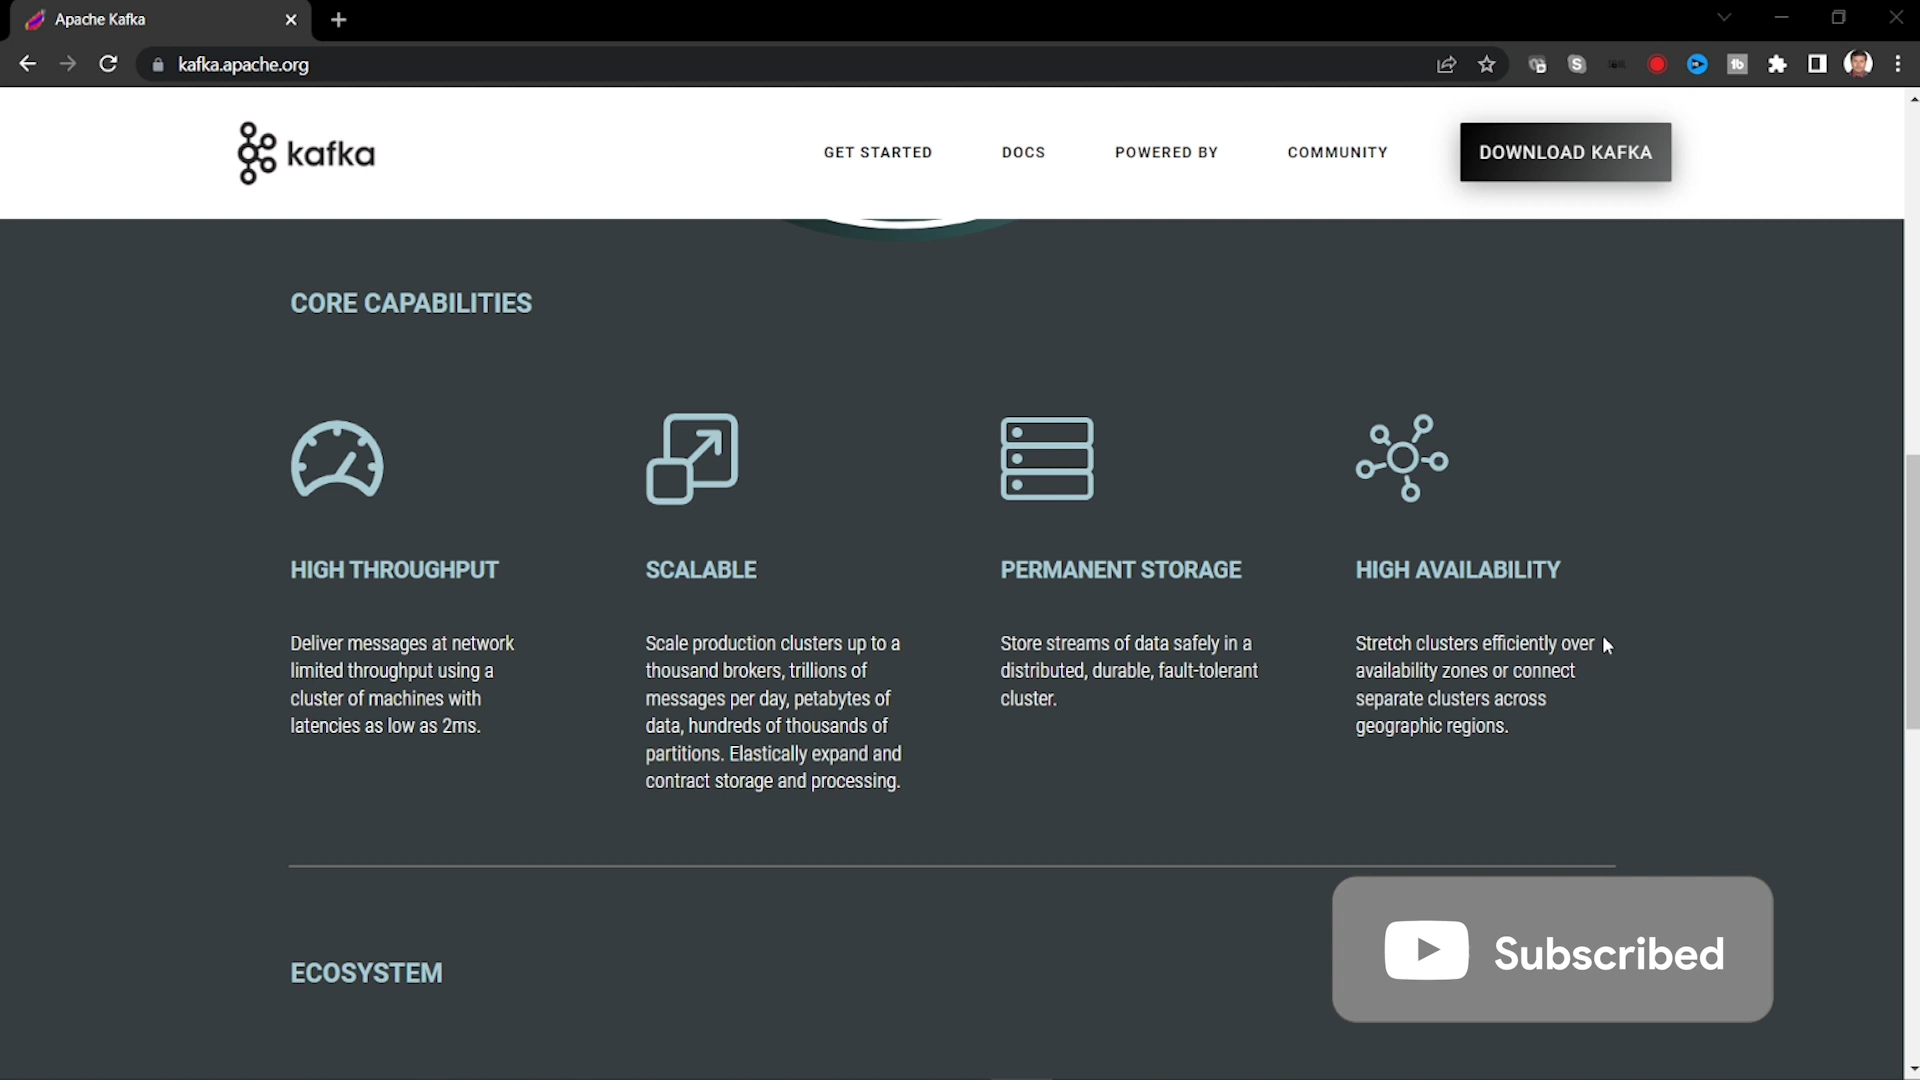 Apache Kafka
kafka.apache.org
kafka
GET STARTED
DOCS
POWERED BY
COMMUNITY
DOWNLOAD KAFKA
CORE CAPABILITIES
HIGH THROUGHPUT
Deliver messages at network
limited throughput using a
cluster of machines with
latencies as low as 2ms.
SCALABLE
Scale production clusters up to a
thousand brokers, trillions of
messages per day, petabytes of
data, hundreds of thousands of
partitions. Elastically expand and
contract storage and processing.
PERMANENT STORAGE
Store streams of data safely in a
distributed, durable, fault-tolerant
cluster.
HIGH AVAILABILITY
Stretch clusters efficiently over
availability zones or connect
separate clusters across
geographic regions.
ECOSYSTEM
Subscribed